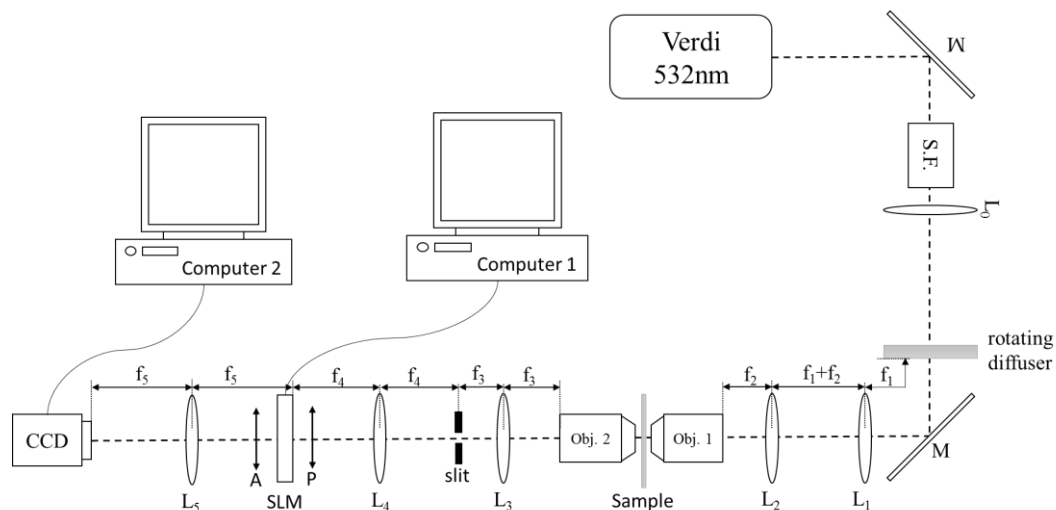 Verdi
532nm
M
S.F.
L0
Computer 2
Computer 1
rotating
diffuser
f5
f5
f4
f4
f3
f3
f2
f1+f2
f1
CCD
Obj. 2
Obj. 1
M
A
P
slit
L5
SLM
L4
L3
Sample
L2
L1